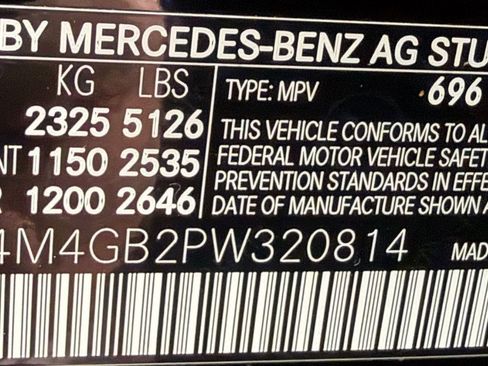 BY MERCEDES-BENZ AG STU
KG LBS TYPE: MPV 696
2325 5126 THIS VEHICLE CONFORMS TO AL
NT 1150 2535 FEDERAL MOTOR VEHICLE SAFET
R 1200 2646 PREVENTION STANDARDS IN EFFE
DATE OF MANUFACTURE SHOWN A
4M4GB2PW320814 MAD